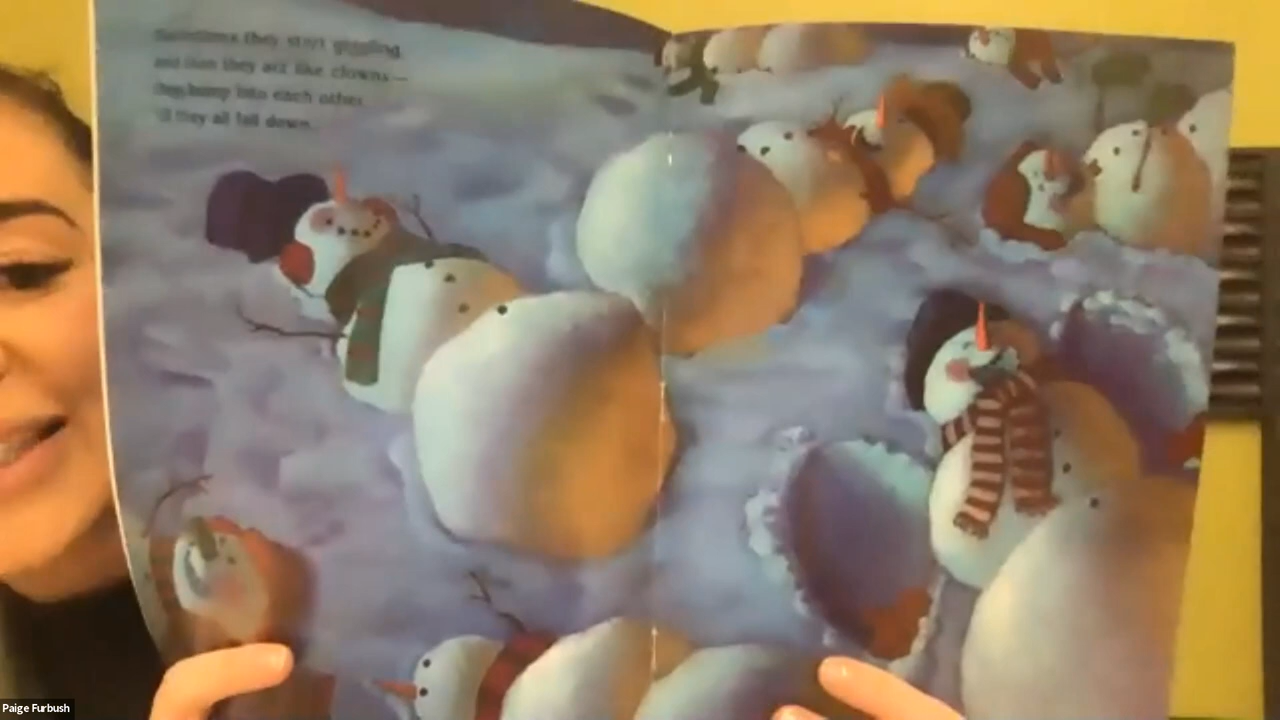 Sometimes they start giggling,
and then they act like clowns—
they bump into each other
'til they all fall down.
Paige Furbush